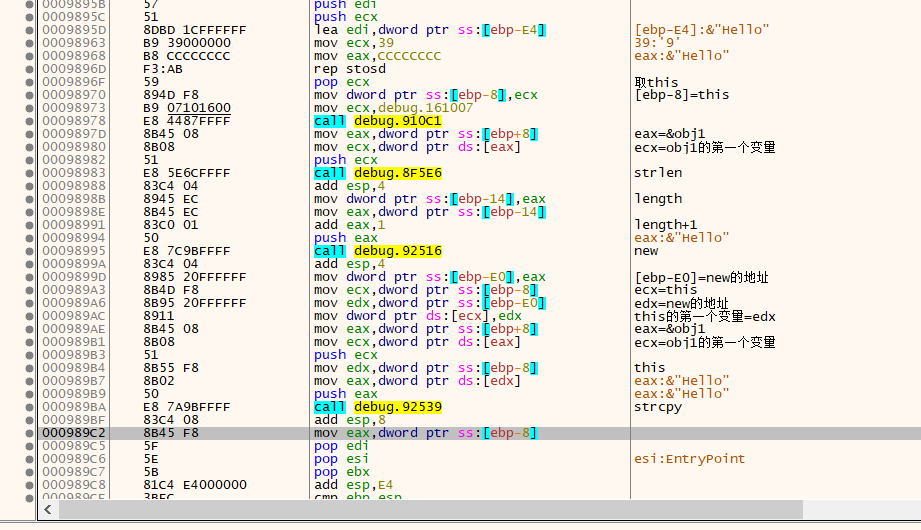 0009895B 57 push edi
0009895C 51 push ecx
0009895D 8DBD 1CFFFFFF lea edi,dword ptr ss:[ebp-E4] [ebp-E4]:&"Hello"
00098963 B9 39000000 mov ecx,39 39:'9'
00098968 B8 CCCCCCCC mov eax,CCCCCCCC eax:&"Hello"
0009896D F3:AB rep stosd
0009896F 59 pop ecx 取this
00098970 894D F8 mov dword ptr ss:[ebp-8],ecx [ebp-8]=this
00098973 B9 07101600 mov ecx,debug.161007
00098978 E8 4487FFFF call debug.910C1
0009897D 8B45 08 mov eax,dword ptr ss:[ebp+8] eax=&obj1
00098980 8B08 mov ecx,dword ptr ds:[eax] ecx=obj1的第一个变量
00098982 51 push ecx
00098983 E8 5E6CFFFF call debug.8F5E6 strlen
00098988 83C4 04 add esp,4
0009898B 8945 EC mov dword ptr ss:[ebp-14],eax length
0009898E 8B45 EC mov eax,dword ptr ss:[ebp-14]
00098991 83C0 01 add eax,1 length+1
00098994 50 push eax eax:&"Hello"
00098995 E8 7C9BFFFF call debug.92516 new
0009899A 83C4 04 add esp,4
0009899D 8985 20FFFFFF mov dword ptr ss:[ebp-E0],eax [ebp-E0]=new的地址
000989A3 8B4D F8 mov ecx,dword ptr ss:[ebp-8] ecx=this
000989A6 8B95 20FFFFFF mov edx,dword ptr ss:[ebp-E0] edx=new的地址
000989AC 8911 mov dword ptr ds:[ecx],edx this的第一个变量=edx
000989AE 8B45 08 mov eax,dword ptr ss:[ebp+8] eax=&obj1
000989B1 8B08 mov ecx,dword ptr ds:[eax] ecx=obj1的第一个变量
000989B3 51 push ecx
000989B4 8B55 F8 mov edx,dword ptr ss:[ebp-8] this
000989B7 8B02 mov eax,dword ptr ds:[edx] eax:&"Hello"
000989B9 50 push eax eax:&"Hello"
000989BA E8 7A9BFFFF call debug.92539 strcpy
000989BF 83C4 08 add esp,8
000989C2 8B45 F8 mov eax,dword ptr ss:[ebp-8]
000989C5 5F pop edi
000989C6 5E pop esi esi:EntryPoint
000989C7 5B pop ebx
000989C8 81C4 E4000000 add esp,E4
000989CE 3BEC cmp ebp,esp